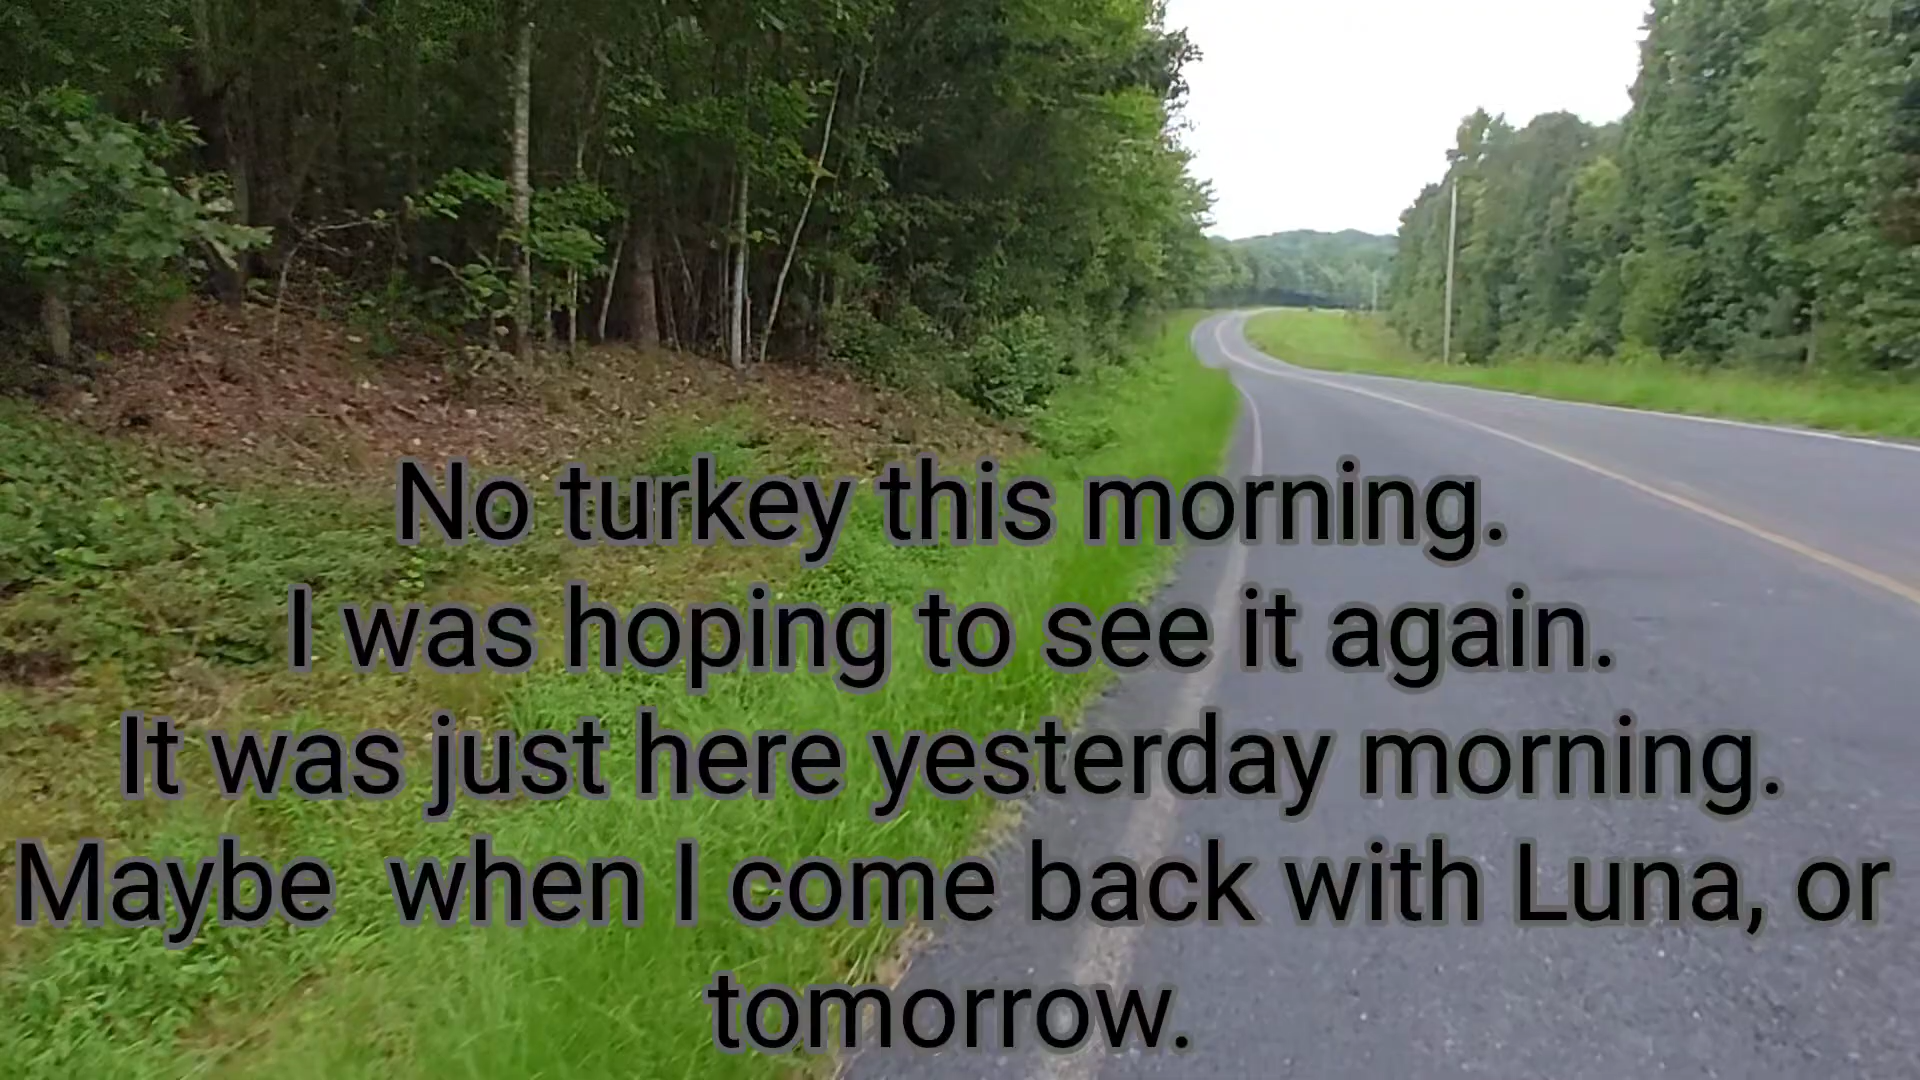 No turkey this morning.
I was hoping to see it again.
It was just here yesterday morning.
Maybe  when I come back with Luna, or
tomorrow.